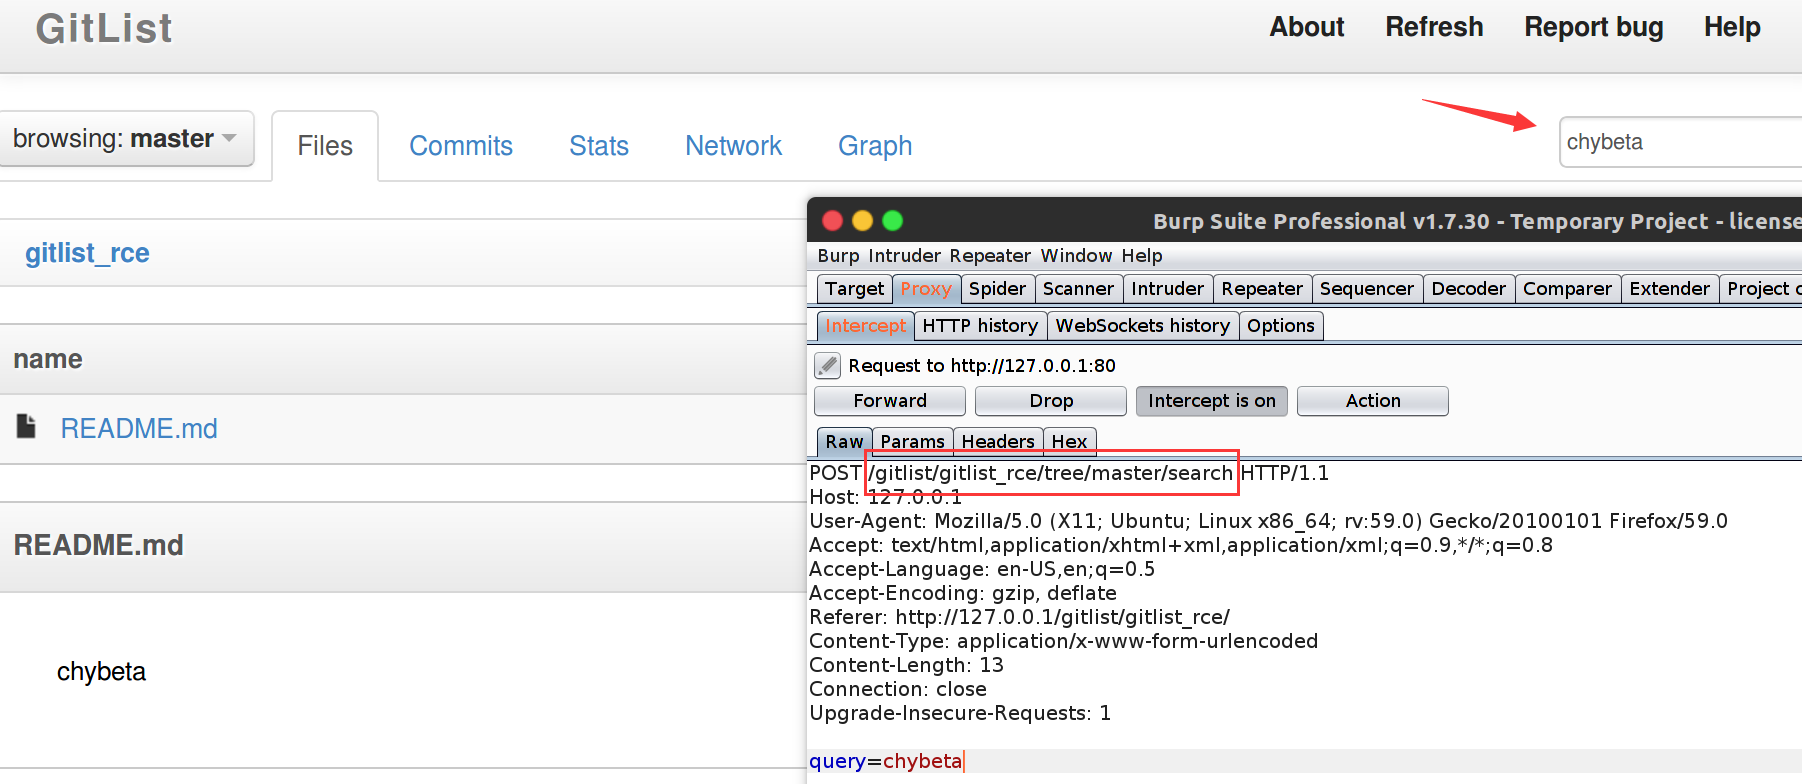 GitList
About Refresh Report bug Help
browsing: master Files Commits Stats Network Graph chybeta
gitlist_rce
name
README.md
README.md
chybeta
Burp Suite Professional v1.7.30 - Temporary Project - license
Burp Intruder Repeater Window Help
Target Proxy Spider Scanner Intruder Repeater Sequencer Decoder Comparer Extender Project
Intercept HTTP history WebSockets history Options
Request to http://127.0.0.1:80
Forward Drop Intercept is on Action
Raw Params Headers Hex
POST /gitlist/gitlist_rce/tree/master/search HTTP/1.1
Host: 127.0.0.1
User-Agent: Mozilla/5.0 (X11; Ubuntu; Linux x86_64; rv:59.0) Gecko/20100101 Firefox/59.0
Accept: text/html,application/xhtml+xml,application/xml;q=0.9,*/*;q=0.8
Accept-Language: en-US,en;q=0.5
Accept-Encoding: gzip, deflate
Referer: http://127.0.0.1/gitlist/gitlist_rce/
Content-Type: application/x-www-form-urlencoded
Content-Length: 13
Connection: close
Upgrade-Insecure-Requests: 1
query=chybeta